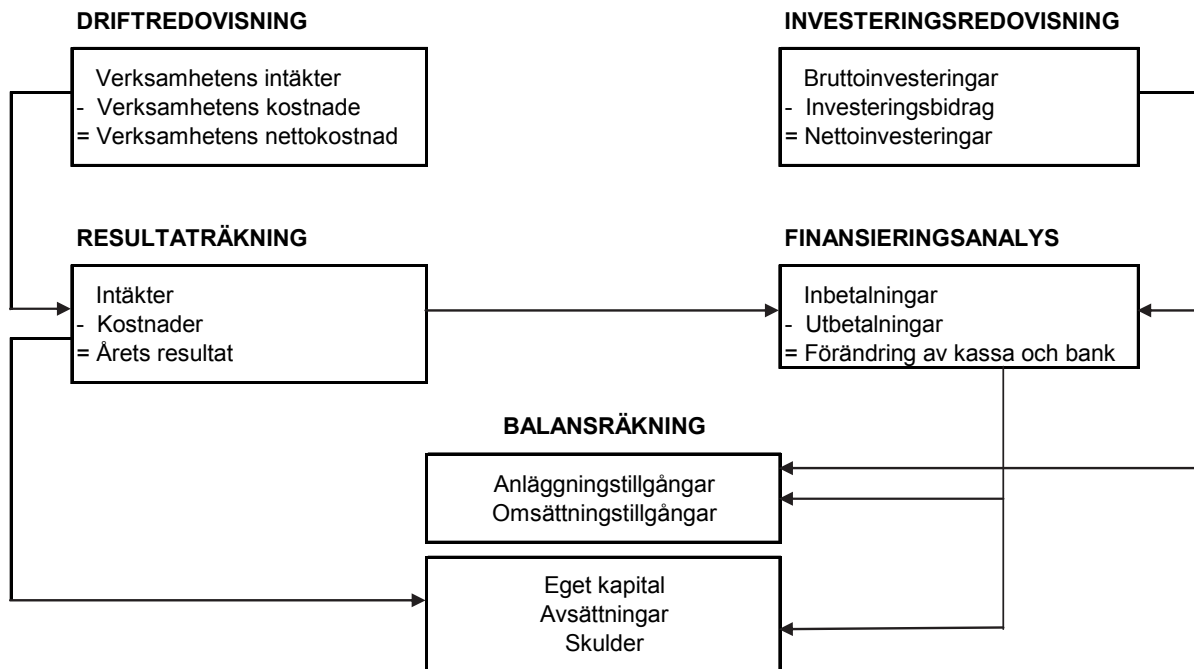 DRIFTREDOVISNING
Verksamhetens intäkter
- Verksamhetens kostnade
= Verksamhetens nettokostnad
INVESTERINGSREDOVISNING
Bruttoinvesteringar
- Investeringsbidrag
= Nettoinvesteringar
RESULTATRÄKNING
Intäkter
- Kostnader
= Årets resultat
FINANSIERINGSANALYS
Inbetalningar
- Utbetalningar
= Förändring av kassa och bank
BALANSRÄKNING
Anläggningstillgångar
Omsättningstillgångar
Eget kapital
Avsättningar
Skulder